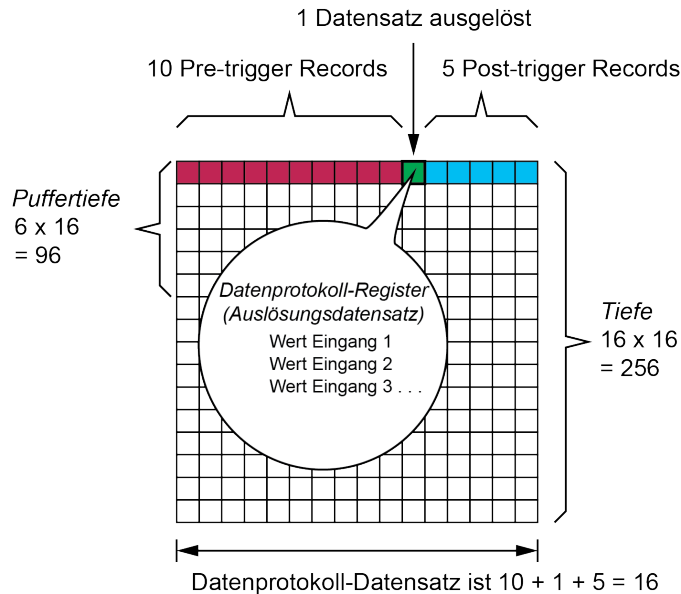 1 Datensatz ausgelöst
10 Pre-trigger Records
5 Post-trigger Records
Puffertiefe
6 x 16
= 96
Datenprotokoll-Register
(Auslösungsdatensatz)
Wert Eingang 1
Wert Eingang 2
Wert Eingang 3 . . .
Tiefe
16 x 16
= 256
Datenprotokoll-Datensatz ist 10 + 1 + 5 = 16